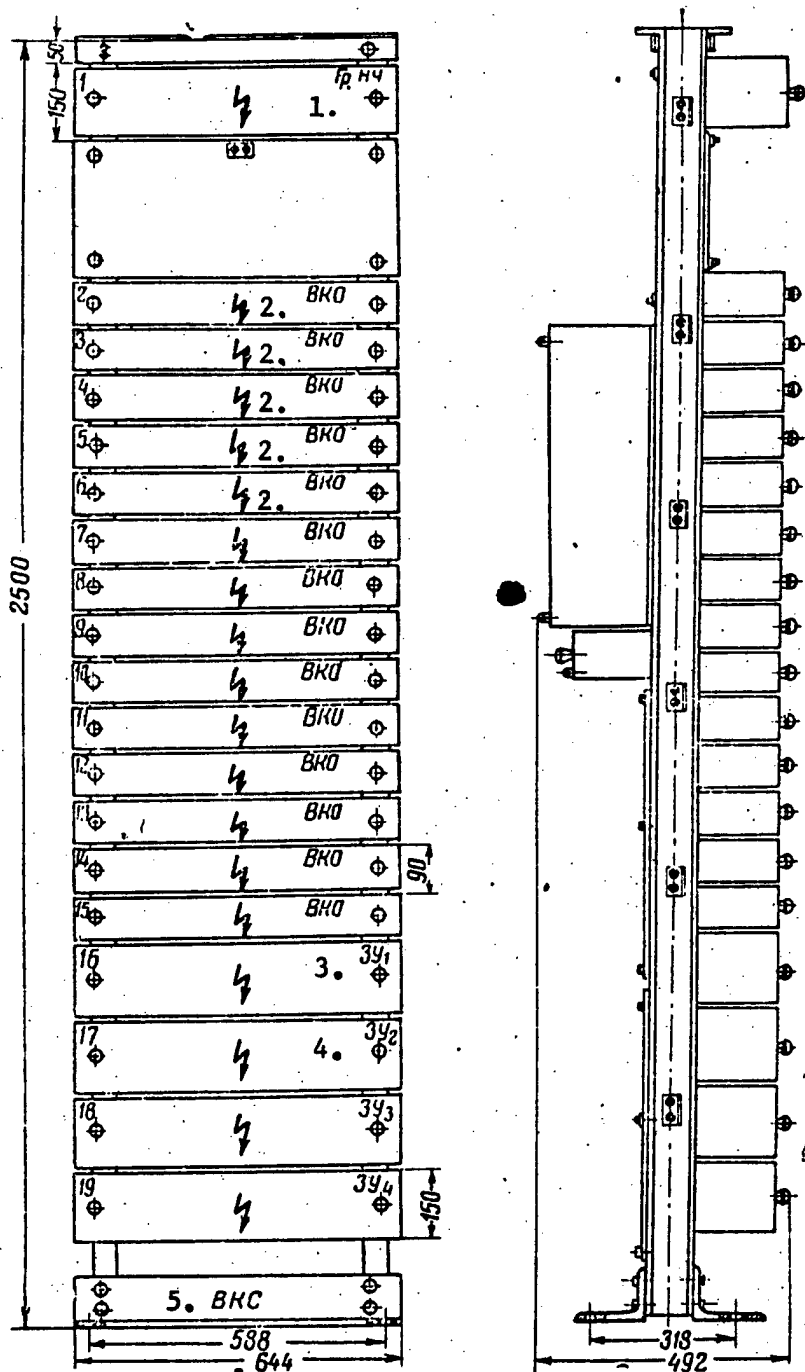 50
1 Гр. НЧ
1.
150
2 ВКО
2.
3 ВКО
2.
4 ВКО
2.
5 ВКО
2.
6 ВКО
2.
7 ВКО
8 ВКО
9 ВКО
10 ВКО
11 ВКО
12 ВКО
13 ВКО
14 ВКО
90
15 ВКО
2500
16 3. ЗУ1
17 4. ЗУ2
18 ЗУ3
19 ЗУ4
150
5. ВКС
588
644
318
492